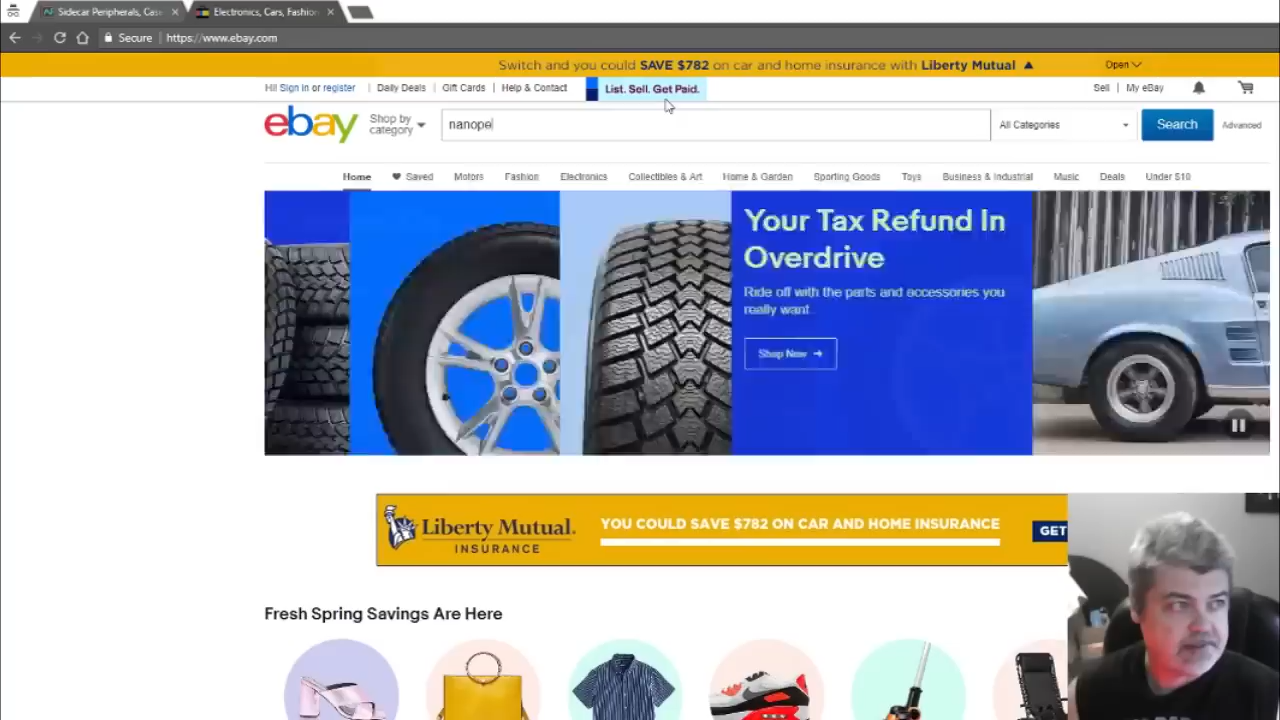 Sidecar Peripherals, Cas
Electronics, Cars, Fashion
Secure https://www.ebay.com
Switch and you could SAVE $782 on car and home insurance with Liberty Mutual
Open
Hi! Sign in or register Daily Deals Gift Cards Help & Contact List. Sell. Get Paid. Sell My eBay
ebay Shop by category nanope All Categories Search Advanced
Home Saved Motors Fashion Electronics Collectibles & Art Home & Garden Sporting Goods Toys Business & Industrial Music Deals Under $10
Your Tax Refund In
Overdrive
Ride off with the parts and accessories you
really want.
Shop Now
Liberty Mutual.
INSURANCE
YOU COULD SAVE $782 ON CAR AND HOME INSURANCE
GET
Fresh Spring Savings Are Here